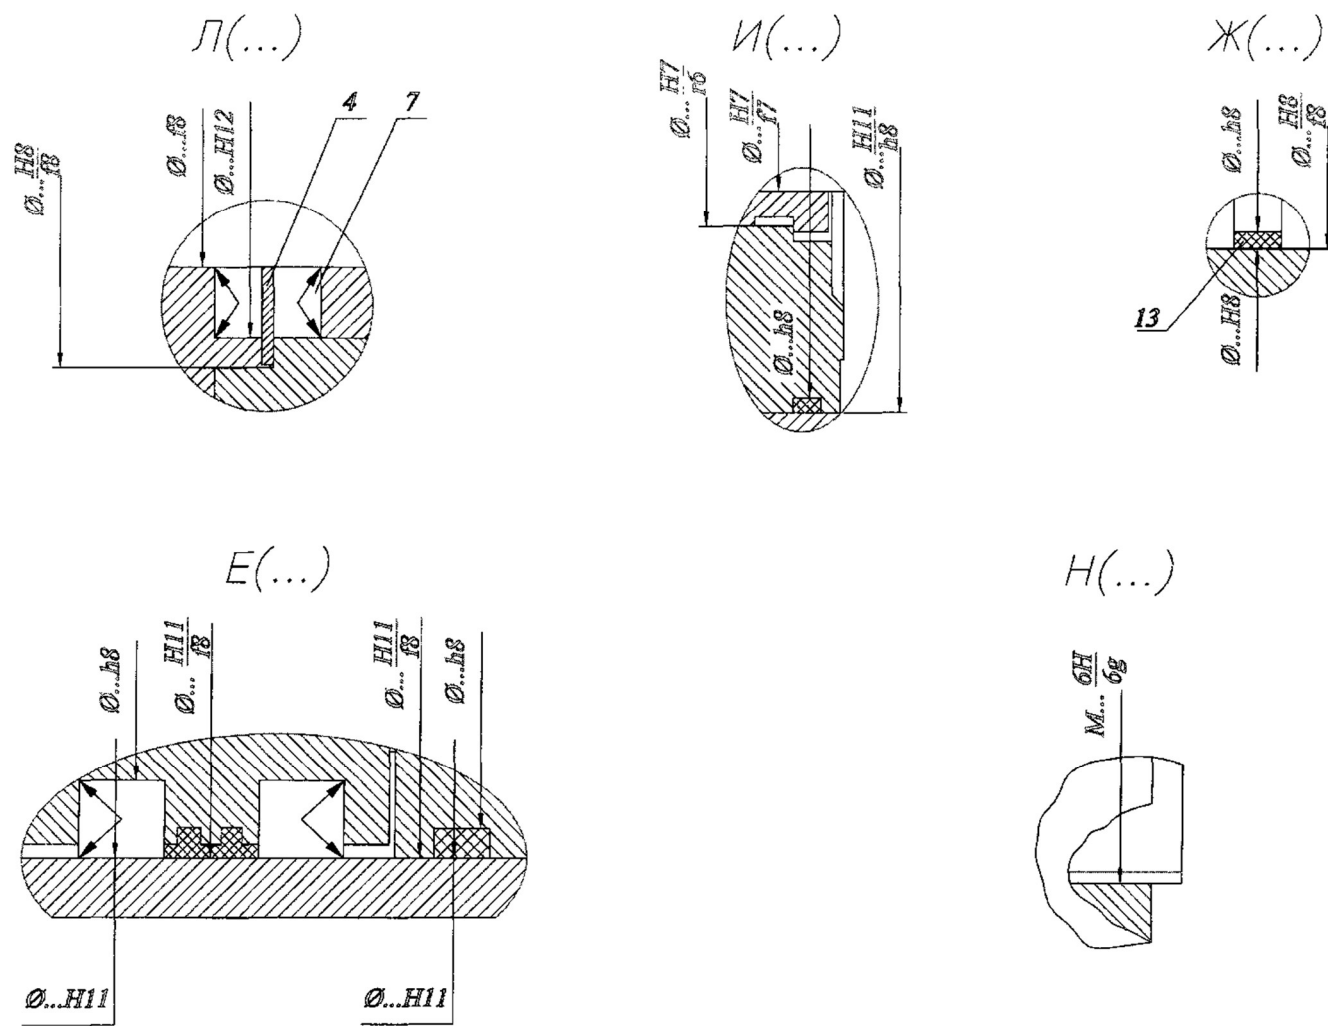 Л(...)
И(...)
Ж(...)
Ø... H8/f8
Ø...f8
Ø...H12
4
7
Ø... H7/r6
Ø... H7/f7
Ø... H11/h8
Ø...h8
Ø...h8
Ø... H8/f8
13
Ø...H8
Е(...)
Н(...)
Ø...h8
Ø... H11/f8
Ø... H11/f8
Ø...h8
М... 6H/6g
Ø...H11
Ø...H11